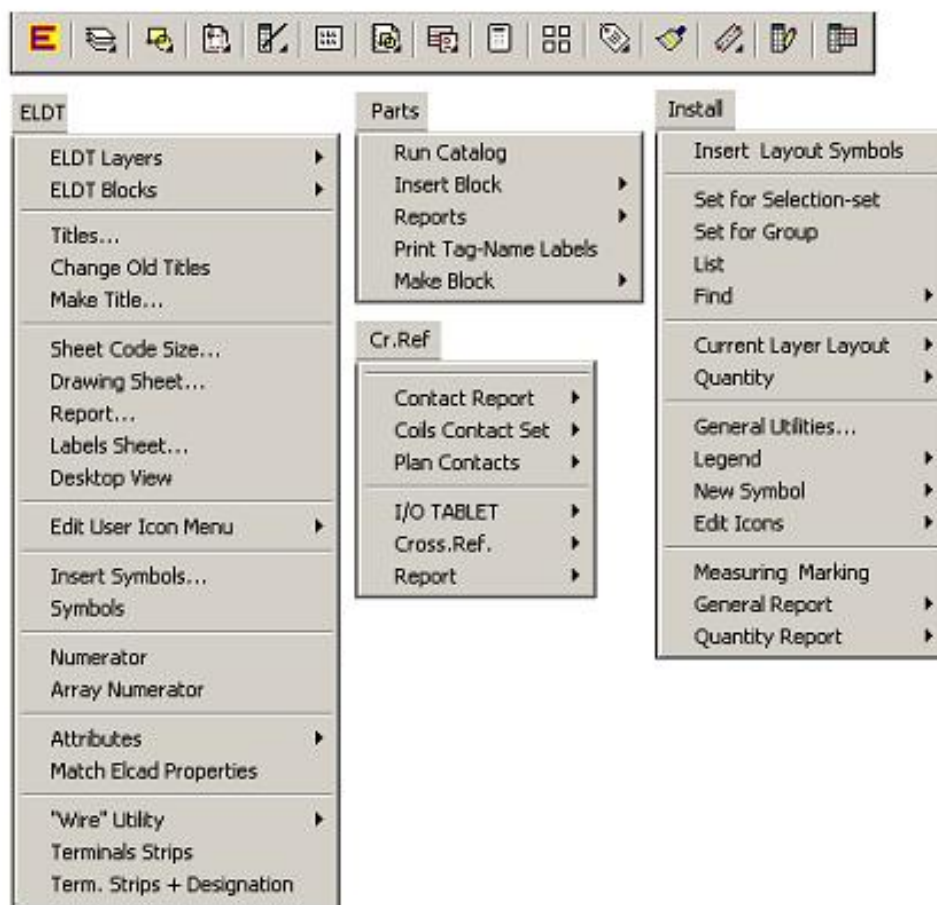 E
ELDT
ELDT Layers
ELDT Blocks
Titles...
Change Old Titles
Make Title...
Sheet Code Size...
Drawing Sheet...
Report...
Labels Sheet...
Desktop View
Edit User Icon Menu
Insert Symbols...
Symbols
Numerator
Array Numerator
Attributes
Match Elcad Properties
"Wire" Utility
Terminals Strips
Term. Strips + Designation
Parts
Run Catalog
Insert Block
Reports
Print Tag-Name Labels
Make Block
Cr.Ref
Contact Report
Coils Contact Set
Plan Contacts
I/O TABLET
Cross.Ref.
Report
Install
Insert Layout Symbols
Set for Selection-set
Set for Group
List
Find
Current Layer Layout
Quantity
General Utilities...
Legend
New Symbol
Edit Icons
Measuring Marking
General Report
Quantity Report